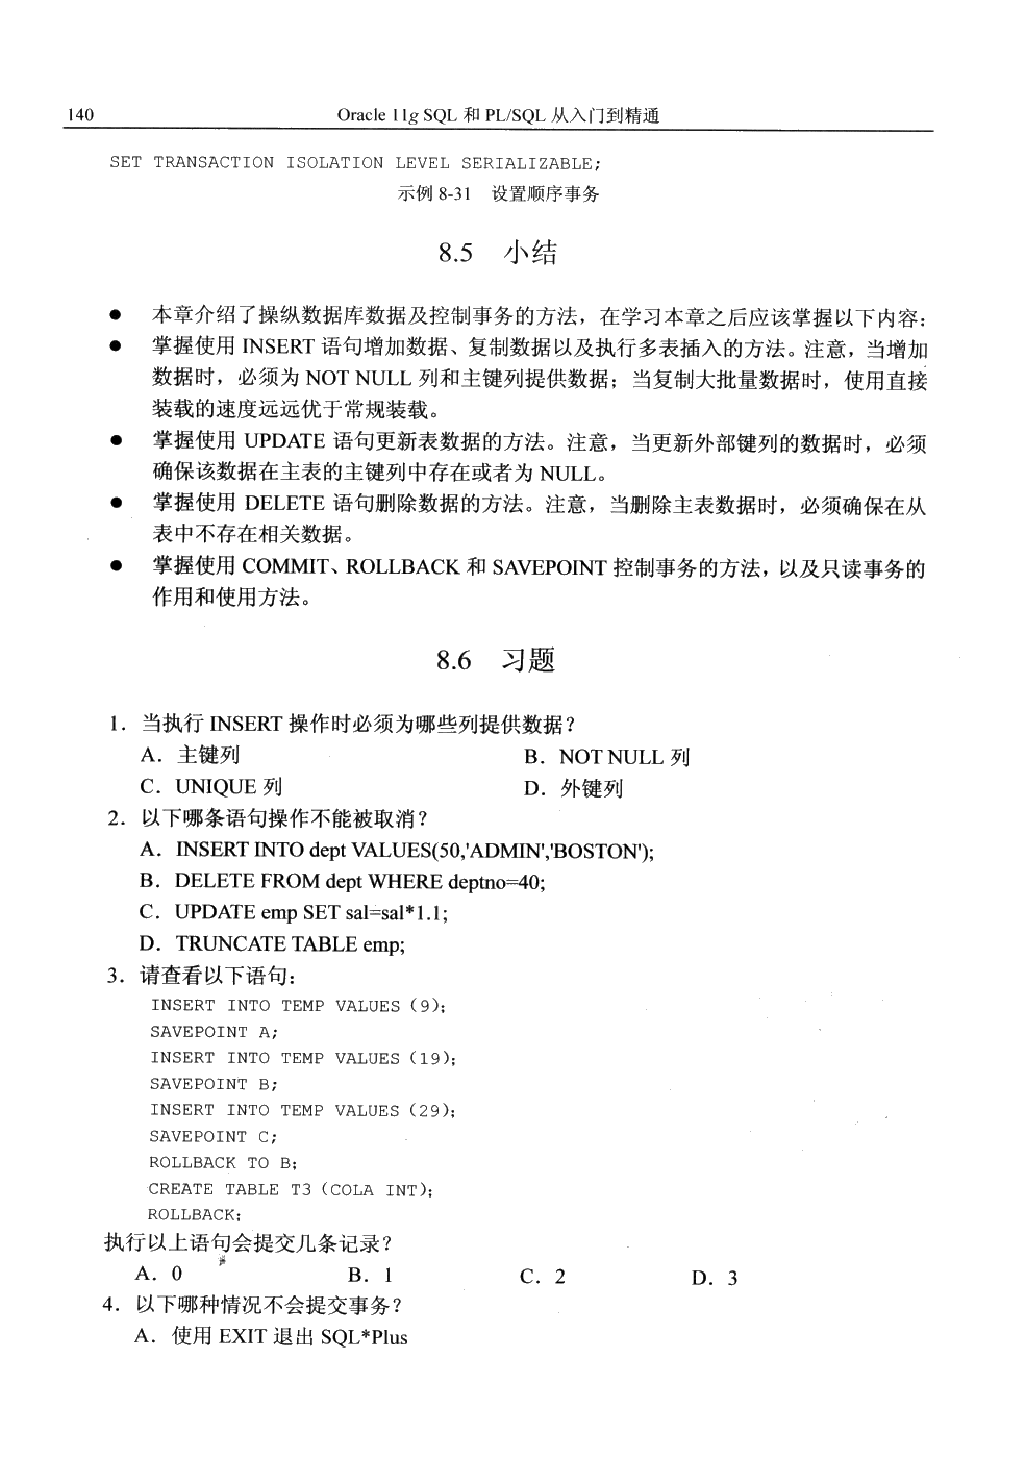 140 Oracle 11g SQL 和 PL/SQL 从入门到精通
SET TRANSACTION ISOLATION LEVEL SERIALIZABLE;
示例 8-31 设置顺序事务
8.5 小结
● 本章介绍了操纵数据库数据及控制事务的方法，在学习本章之后应该掌握以下内容：
● 掌握使用 INSERT 语句增加数据、复制数据以及执行多表插入的方法。注意，当增加
数据时，必须为 NOT NULL 列和主键列提供数据；当复制大批量数据时，使用直接
装载的速度远远优于常规装载。
● 掌握使用 UPDATE 语句更新表数据的方法。注意，当更新外部键列的数据时，必须
确保该数据在主表的主键列中存在或者为 NULL。
● 掌握使用 DELETE 语句删除数据的方法。注意，当删除主表数据时，必须确保在从
表中不存在相关数据。
● 掌握使用 COMMIT、ROLLBACK 和 SAVEPOINT 控制事务的方法，以及只读事务的
作用和使用方法。
8.6 习题
1．当执行 INSERT 操作时必须为哪些列提供数据？
A．主键列 B．NOT NULL 列
C．UNIQUE 列 D．外键列
2．以下哪条语句操作不能被取消？
A．INSERT INTO dept VALUES(50,'ADMIN','BOSTON');
B．DELETE FROM dept WHERE deptno=40;
C．UPDATE emp SET sal=sal*1.1;
D．TRUNCATE TABLE emp;
3．请查看以下语句：
INSERT INTO TEMP VALUES (9);
SAVEPOINT A;
INSERT INTO TEMP VALUES (19);
SAVEPOINT B;
INSERT INTO TEMP VALUES (29);
SAVEPOINT C;
ROLLBACK TO B;
CREATE TABLE T3 (COLA INT);
ROLLBACK;
执行以上语句会提交几条记录？
A．0 B．1 C．2 D．3
4．以下哪种情况不会提交事务？
A．使用 EXIT 退出 SQL*Plus